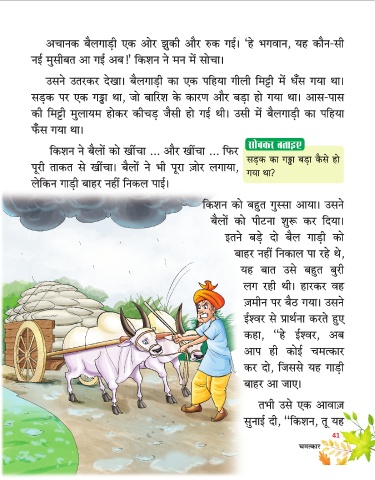 अचानक बैलगाड़ी एक ओर झुकी और रुक गई। 'हे भगवान, यह कौन-सी
नई मुसीबत आ गई अब!' किशन ने मन में सोचा।
उसने उतरकर देखा। बैलगाड़ी का एक पहिया गीली मिट्टी में धँस गया था।
सड़क पर एक गड्ढा था, जो बारिश के कारण और बड़ा हो गया था। आस-पास
की मिट्टी मुलायम होकर कीचड़ जैसी हो गई थी। उसी में बैलगाड़ी का पहिया
फँस गया था।
किशन ने बैलों को खींचा ... और खींचा ... फिर
पूरी ताकत से खींचा। बैलों ने भी पूरा ज़ोर लगाया,
लेकिन गाड़ी बाहर नहीं निकल पाई।
सोचकर बताइए
सड़क का गड्ढा बड़ा कैसे हो
गया था?
किशन को बहुत गुस्सा आया। उसने
बैलों को पीटना शुरू कर दिया।
इतने बड़े दो बैल गाड़ी को
बाहर नहीं निकाल पा रहे थे,
यह बात उसे बहुत बुरी
लग रही थी। हारकर वह
ज़मीन पर बैठ गया। उसने
ईश्वर से प्रार्थना करते हुए
कहा, “हे ईश्वर, अब
आप ही कोई चमत्कार
कर दो, जिससे यह गाड़ी
बाहर आ जाए।
तभी उसे एक आवाज़
सुनाई दी, “किशन, तू यह
41
चमत्कार